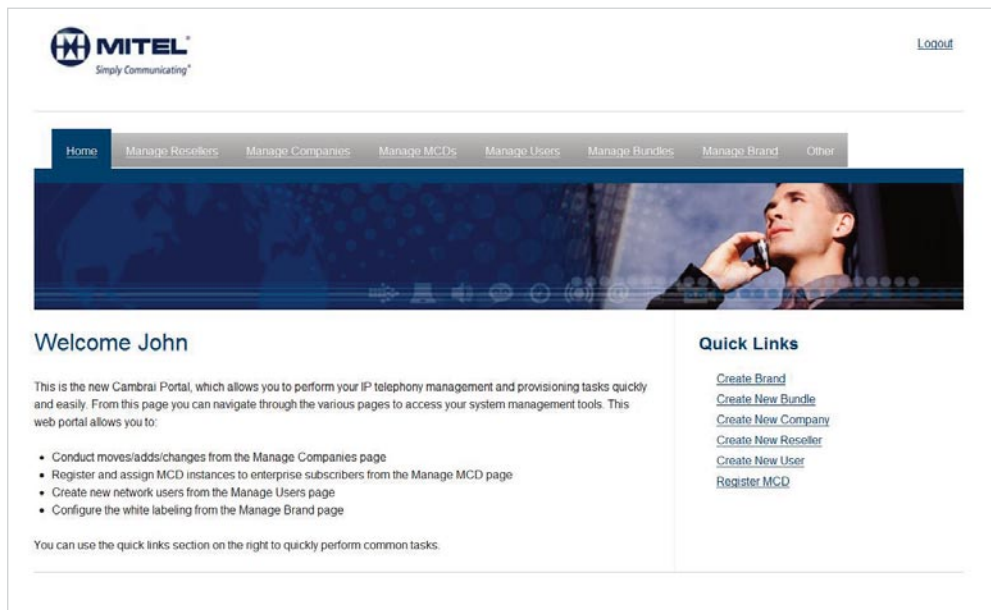 MITEL®
Simply Communicating®
Logout
Home Manage Resellers Manage Companies Manage MCDs Manage Users Manage Bundles Manage Brand Other
Welcome John
This is the new Cambrai Portal, which allows you to perform your IP telephony management and provisioning tasks quickly
and easily. From this page you can navigate through the various pages to access your system management tools. This
web portal allows you to:
• Conduct moves/adds/changes from the Manage Companies page
• Register and assign MCD instances to enterprise subscribers from the Manage MCD page
• Create new network users from the Manage Users page
• Configure the white labeling from the Manage Brand page
You can use the quick links section on the right to quickly perform common tasks.
Quick Links
Create Brand
Create New Bundle
Create New Company
Create New Reseller
Create New User
Register MCD